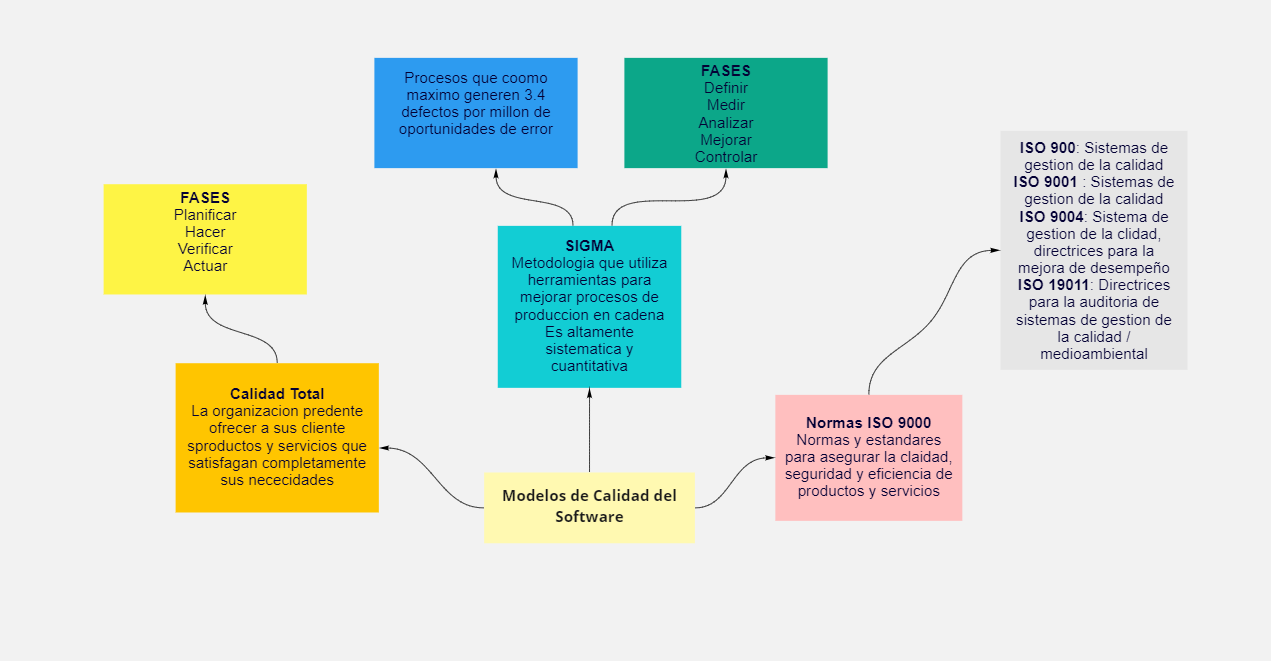 Procesos que coomo
maximo generen 3.4
defectos por millon de
oportunidades de error
FASES
Definir
Medir
Analizar
Mejorar
Controlar
ISO 900: Sistemas de
gestion de la calidad
ISO 9001 : Sistemas de
gestion de la calidad
ISO 9004: Sistema de
gestion de la clidad,
directrices para la
mejora de desempeño
ISO 19011: Directrices
para la auditoria de
sistemas de gestion de
la calidad /
medioambiental
FASES
Planificar
Hacer
Verificar
Actuar
SIGMA
Metodologia que utiliza
herramientas para
mejorar procesos de
produccion en cadena
Es altamente
sistematica y
cuantitativa
Calidad Total
La organizacion predente
ofrecer a sus cliente
sproductos y servicios que
satisfagan completamente
sus nececidades
Normas ISO 9000
Normas y estandares
para asegurar la claidad,
seguridad y eficiencia de
productos y servicios
Modelos de Calidad del
Software